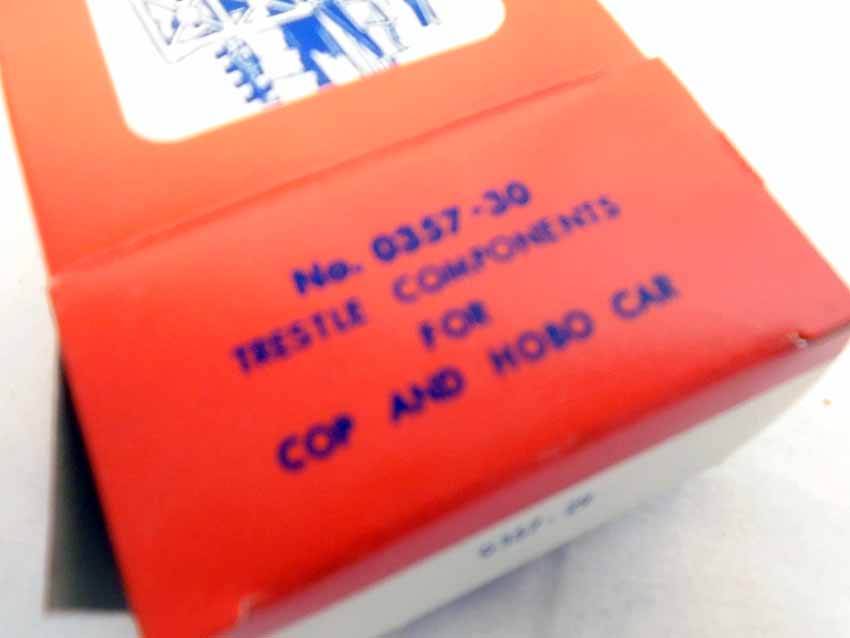 No. 0357-30
TRESTLE COMPONENTS
FOR
COP AND HOBO CAR